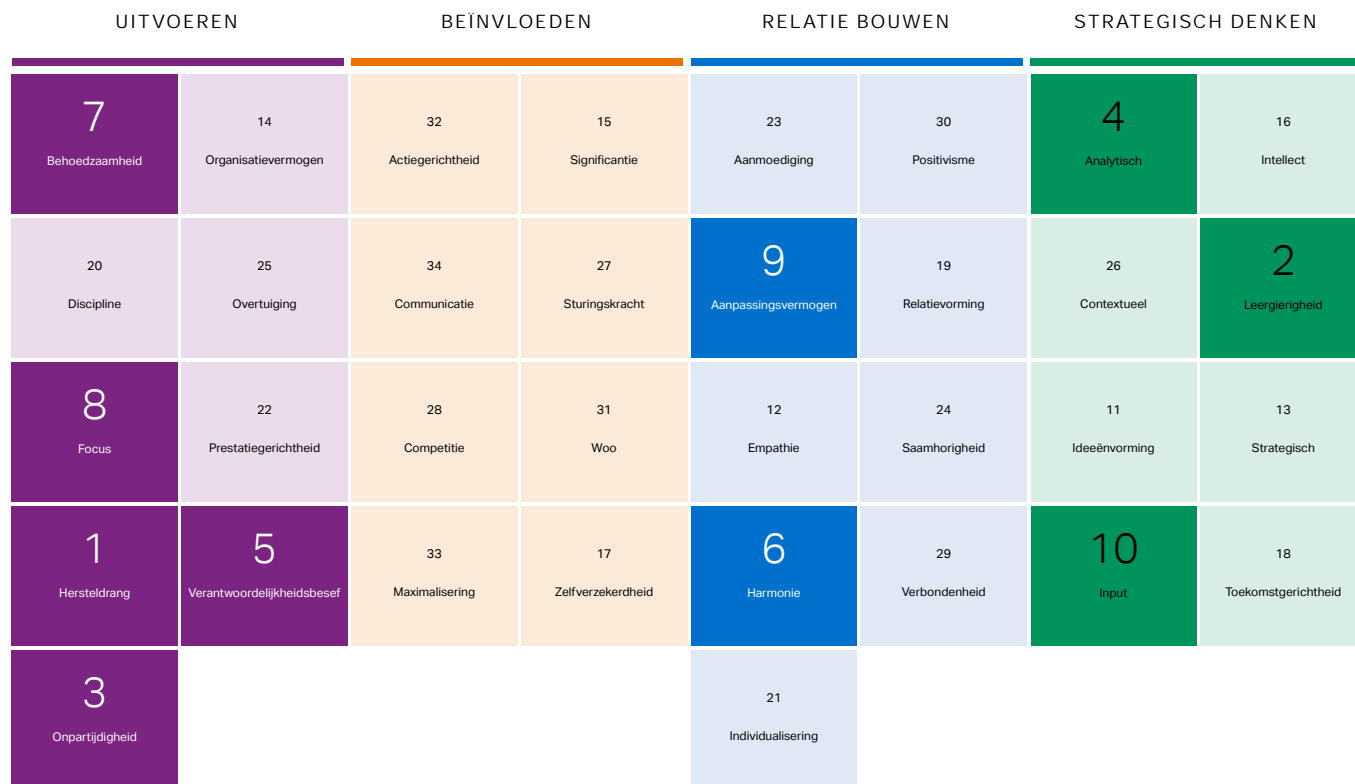 UITVOEREN
BEÏNVLOEDEN
RELATIE BOUWEN
STRATEGISCH DENKEN
7
Behoedzaamheid
14
Organisatievermogen
32
Actiegerichtheid
15
Significantie
23
Aanmoediging
30
Positivisme
4
Analytisch
16
Intellect
20
Discipline
25
Overtuiging
34
Communicatie
27
Sturingskracht
9
Aanpassingsvermogen
19
Relatievorming
26
Contextueel
2
Leergierigheid
8
Focus
22
Prestatiegerichtheid
28
Competitie
31
Woo
12
Empathie
24
Saamhorigheid
11
Ideeënvorming
13
Strategisch
1
Hersteldrang
5
Verantwoordelijkheidsbesef
33
Maximalisering
17
Zelfverzekerdheid
6
Harmonie
29
Verbondenheid
10
Input
18
Toekomstgerichtheid
3
Onpartijdigheid
21
Individualisering